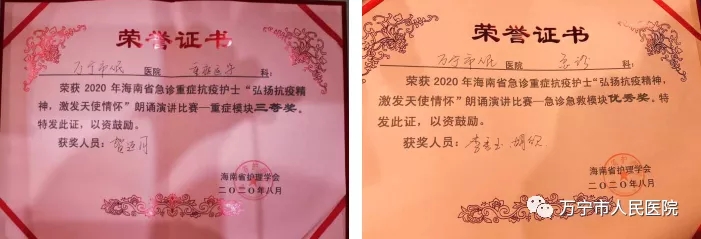 荣誉证书
万宁市人民 医院 重症医学 科:
荣获 2020 年海南省急诊重症抗疫护士“弘扬抗疫精
神，激发天使情怀”朗诵演讲比赛—重症模块三等奖。
特发此证，以资鼓励。
获奖人员:
海南省护理学会
二〇二〇年八月
荣誉证书
万宁市人民 医院 急诊 科:
荣获 2020 年海南省急诊重症抗疫护士“弘扬抗疫精神，
激发天使情怀”朗诵演讲比赛—急诊急救模块优秀奖。
特发此证，以资鼓励。
获奖人员:
海南省护理学会
二〇二〇年八月
万宁市人民医院